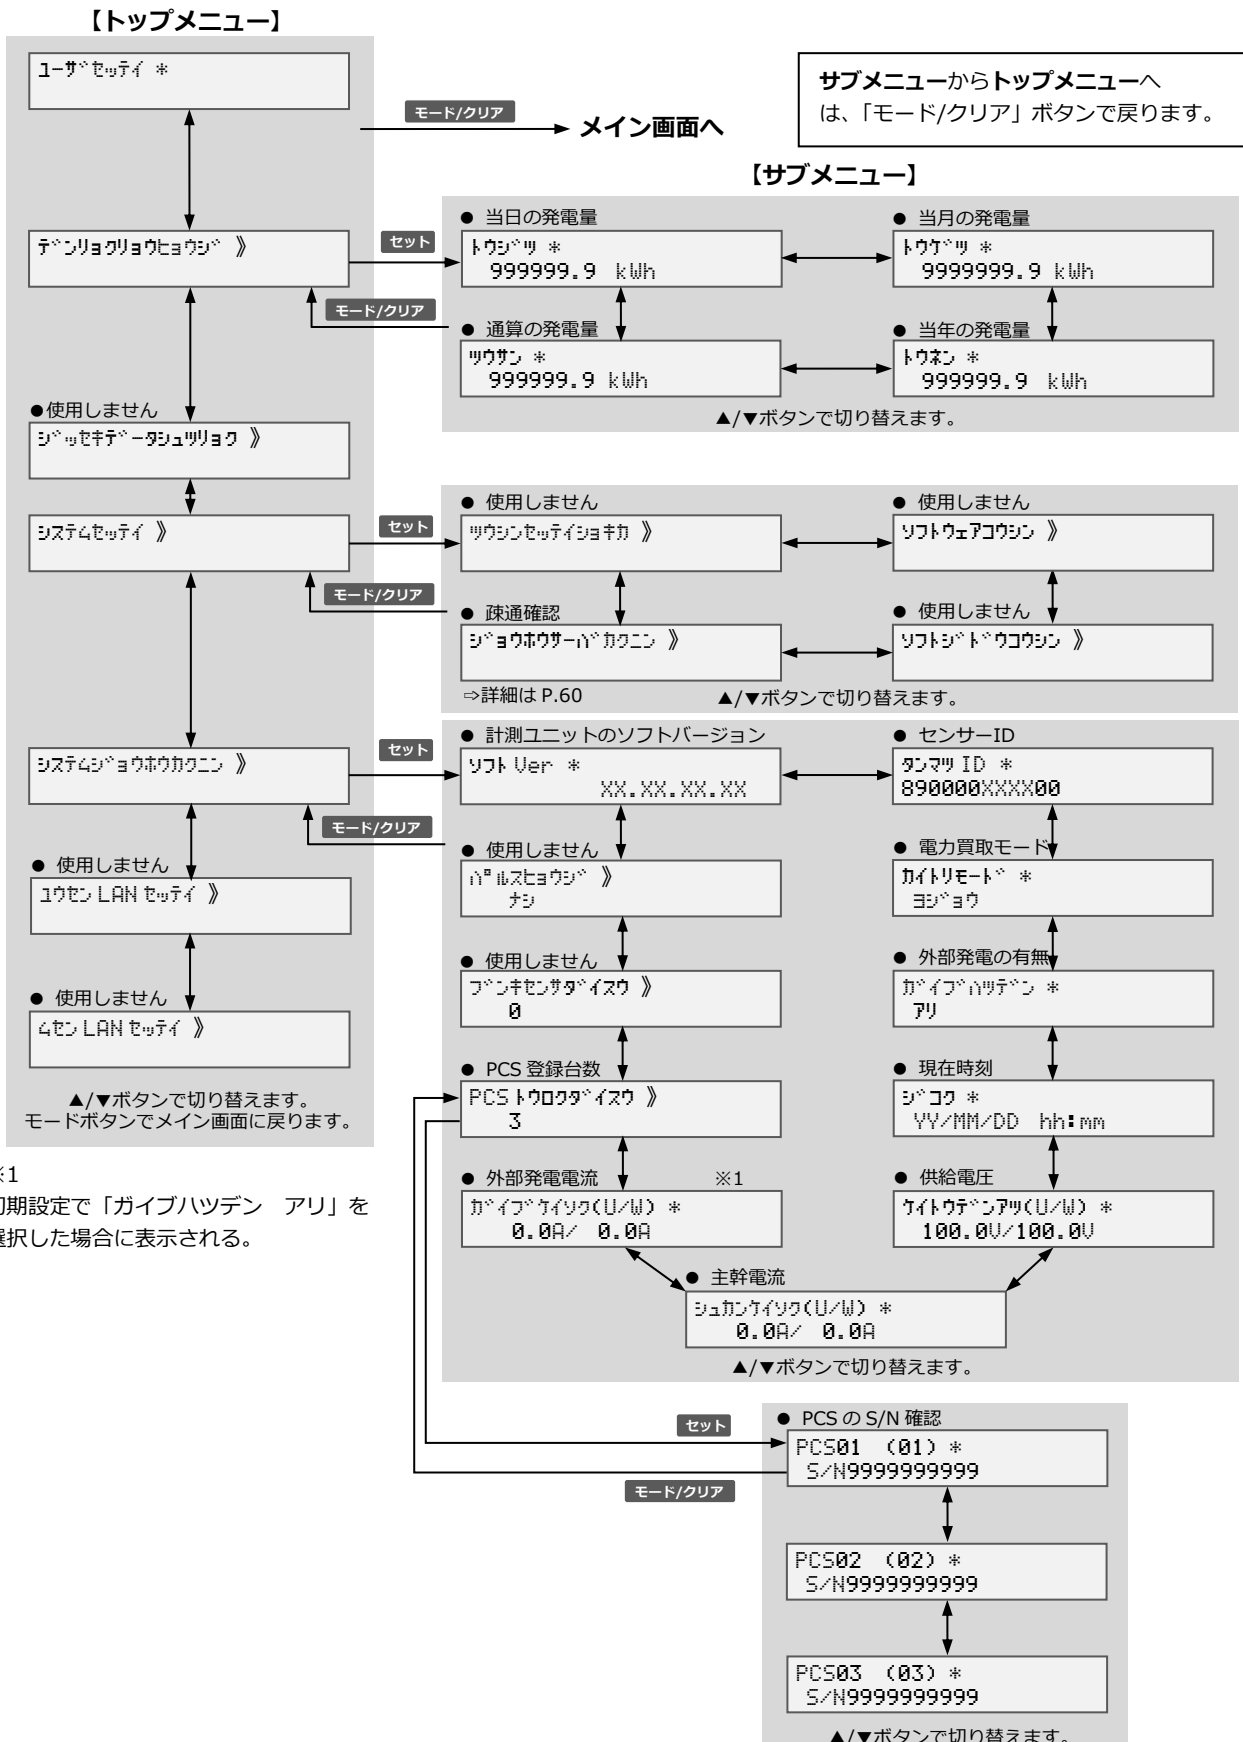 【トップメニュー】
ユーザセッテイ *
モード/クリア
メイン画面へ
サブメニューからトップメニューへ
は、「モード/クリア」ボタンで戻ります。
デンリョクリョウヒョウジ 》
セット
モード/クリア
●使用しません
ジッセキデータシュツリョク 》
システムセッテイ 》
セット
モード/クリア
システムジョウホウカクニン 》
セット
モード/クリア
● 使用しません
ユウセン LAN セッテイ 》
● 使用しません
ムセン LAN セッテイ 》
▲/▼ボタンで切り替えます。
モードボタンでメイン画面に戻ります。
※1
初期設定で「ガイブハツデン アリ」を
選択した場合に表示される。
【サブメニュー】
● 当日の発電量
トウジツ *
999999.9 kWh
● 当月の発電量
トウゲツ *
9999999.9 kWh
● 通算の発電量
ツウサン *
999999.9 kWh
● 当年の発電量
トウネン *
999999.9 kWh
▲/▼ボタンで切り替えます。
● 使用しません
ツウシンセッテイショキカ 》
● 使用しません
ソフトウェアコウシン 》
● 疎通確認
ジョウホウサーバカクニン 》
● 使用しません
ソフトジドウコウシン 》
⇨詳細は P.60
▲/▼ボタンで切り替えます。
● 計測ユニットのソフトバージョン
ソフト Ver *
XX.XX.XX.XX
● センサーID
タンマツ ID *
890000XXXX00
● 使用しません
パルスヒョウジ 》
ナシ
● 電力買取モード
カイトリモード *
ヨジョウ
● 使用しません
ブンキセンサダイスウ 》
0
● 外部発電の有無
ガイブハツデン *
アリ
● PCS 登録台数
PCS トウロクダイスウ 》
3
● 現在時刻
ジコク *
YY/MM/DD hh:mm
● 外部発電電流 ※1
ガイブケイソク(U/W) *
0.0A/ 0.0A
● 供給電圧
ケイトウデンアツ(U/W) *
100.0V/100.0V
● 主幹電流
シュカンケイソク(U/W) *
0.0A/ 0.0A
▲/▼ボタンで切り替えます。
セット
モード/クリア
● PCS の S/N 確認
PCS01 (01) *
S/N9999999999
PCS02 (02) *
S/N9999999999
PCS03 (03) *
S/N9999999999
▲/▼ボタンで切り替えます。